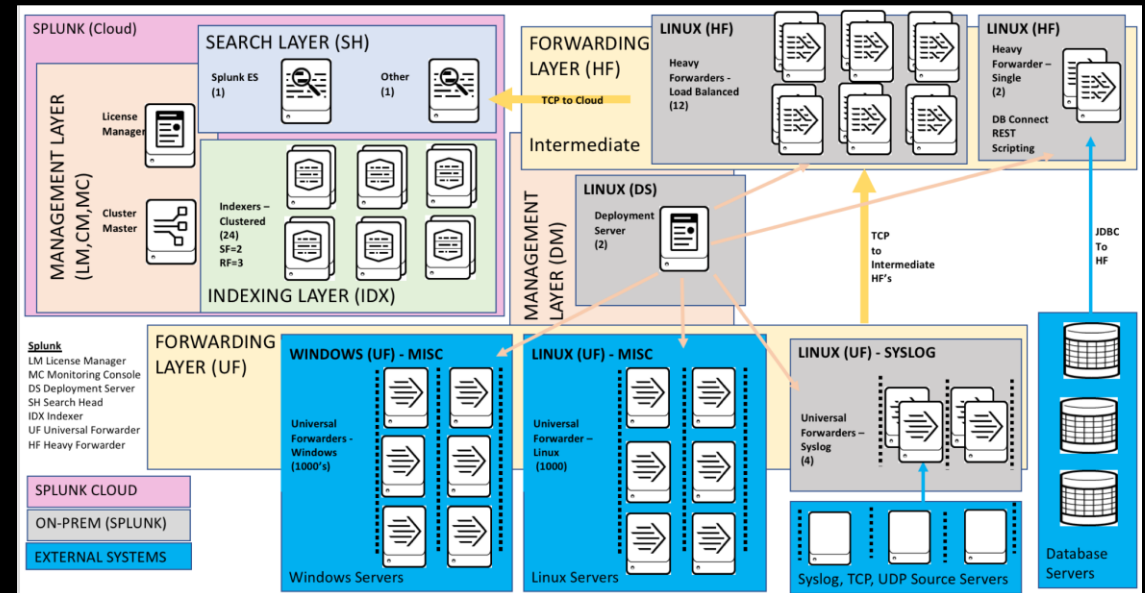 SPLUNK (Cloud)
SEARCH LAYER (SH)
Splunk ES
(1)
Other
(1)
License
Manager
Cluster
Master
MANAGEMENT LAYER
(LM,CM,MC)
Indexers –
Clustered
(24)
SF=2
RF=3
INDEXING LAYER (IDX)
FORWARDING
LAYER (HF)
TCP to Cloud
Intermediate
LINUX (HF)
Heavy
Forwarders -
Load Balanced
(12)
LINUX (HF)
Heavy
Forwarder –
Single
(2)
DB Connect
REST
Scripting
MANAGEMENT
LAYER (DM)
LINUX (DS)
Deployment
Server
(2)
TCP
to
Intermediate
HF's
JDBC
To
HF
Splunk
LM License Manager
MC Monitoring Console
DS Deployment Server
SH Search Head
IDX Indexer
UF Universal Forwarder
HF Heavy Forwarder
SPLUNK CLOUD
ON-PREM (SPLUNK)
EXTERNAL SYSTEMS
FORWARDING
LAYER (UF)
WINDOWS (UF) - MISC
Universal
Forwarders-
Windows
(1000's)
Windows Servers
LINUX (UF) - MISC
Universal
Forwarder –
Linux
(1000)
Linux Servers
LINUX (UF) - SYSLOG
Universal
Forwarders–
Syslog
(4)
Syslog, TCP, UDP Source Servers
Database
Servers